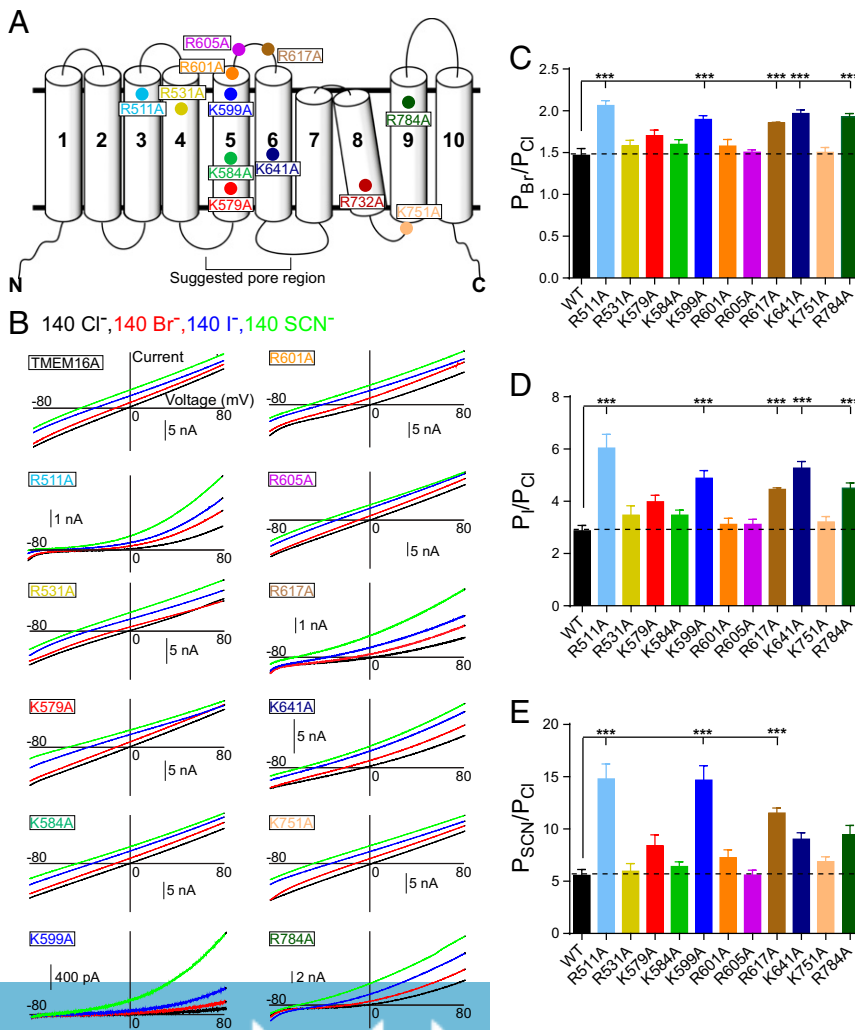 A
R605A
R617A
R601A
R531A
R511A
K599A
R784A
1 2 3 4 5 6 7 8 9 10
K584A
K641A
K579A
R732A
K751A
N
Suggested pore region
C
B 140 Cl⁻,140 Br⁻,140 I⁻,140 SCN⁻
TMEM16A
Current
-80
Voltage (mV)
0
80
5 nA
R601A
-80
0
80
5 nA
R511A
1 nA
-80
0
80
R605A
-80
0
80
5 nA
R531A
-80
0
80
5 nA
R617A
1 nA
-80
0
80
K579A
-80
0
80
5 nA
K641A
5 nA
-80
0
80
K584A
-80
0
80
5 nA
K751A
-80
0
80
5 nA
K599A
400 pA
-80
0
80
R784A
2 nA
-80
0
80
C
PBr/PCl
2.5
2.0
1.5
1.0
0.5
0.0
*** *** *** *** ***
WT R511A R531A K579A K584A K599A R601A R605A R617A K641A K751A R784A
D
PI/PCl
8
6
4
2
0
*** *** *** *** ***
WT R511A R531A K579A K584A K599A R601A R605A R617A K641A K751A R784A
E
PSCN/PCl
20
15
10
5
0
*** *** ***
WT R511A R531A K579A K584A K599A R601A R605A R617A K641A K751A R784A